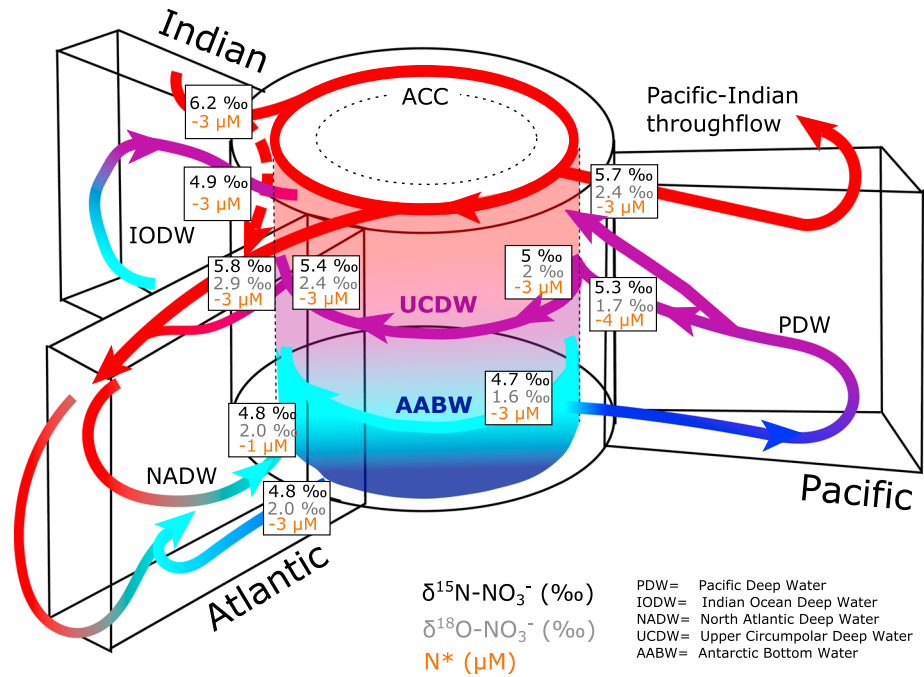 Indian
ACC
Pacific-Indian
throughflow
6.2 ‰
-3 µM
4.9 ‰
-3 µM
5.7 ‰
2.4 ‰
-3 µM
IODW
5.8 ‰
2.9 ‰
-3 µM
5.4 ‰
2.4 ‰
-3 µM
5 ‰
2 ‰
-3 µM
5.3 ‰
1.7 ‰
-4 µM
UCDW
PDW
4.7 ‰
1.6 ‰
-3 µM
AABW
4.8 ‰
2.0 ‰
-1 µM
NADW
4.8 ‰
2.0 ‰
-3 µM
Pacific
Atlantic
δ¹⁵N-NO₃⁻ (‰)
δ¹⁸O-NO₃⁻ (‰)
N* (µM)
PDW= Pacific Deep Water
IODW= Indian Ocean Deep Water
NADW= North Atlantic Deep Water
UCDW= Upper Circumpolar Deep Water
AABW= Antarctic Bottom Water